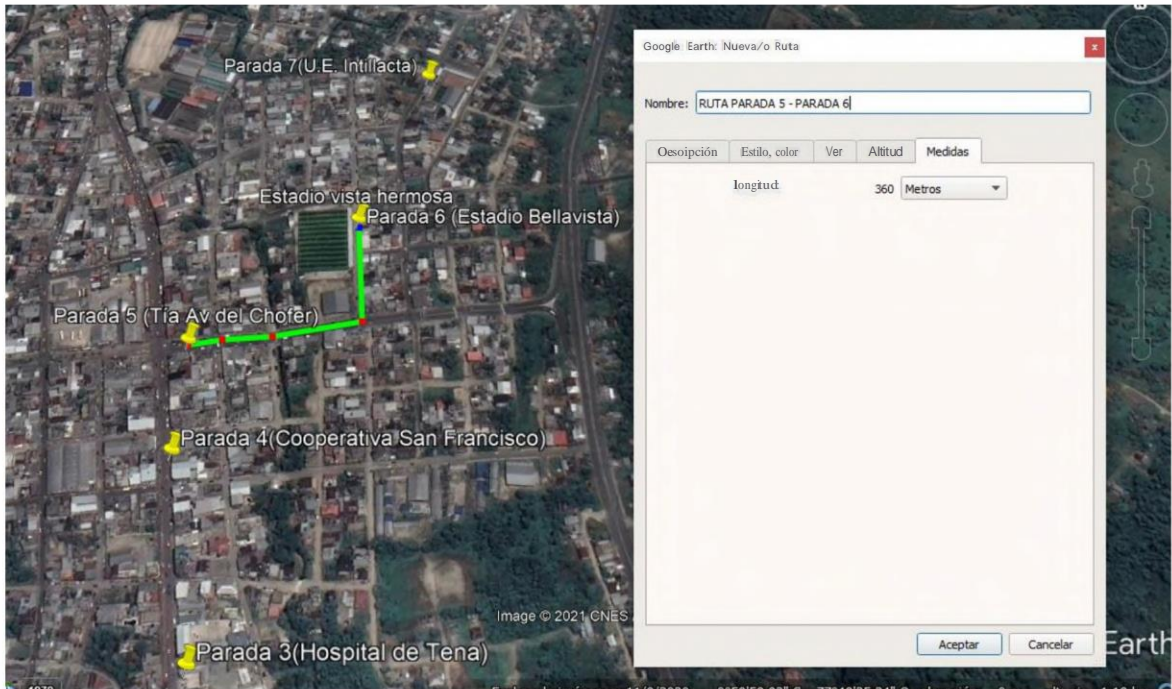 Google Earth: Nueva/o Ruta
x
Nombre: RUTA PARADA 5 - PARADA 6
Oesoipción Estilo, color Ver Altitud Medidas
longitud: 360 Metros
Aceptar Cancelar
Parada 7(U.E. Intillacta)
Estadio vista hermosa
Parada 6 (Estadio Bellavista)
Parada 5 (Tía Av del Chofer)
Parada 4(Cooperativa San Francisco)
Image © 2021 CNES
Parada 3(Hospital de Tena)
Earth